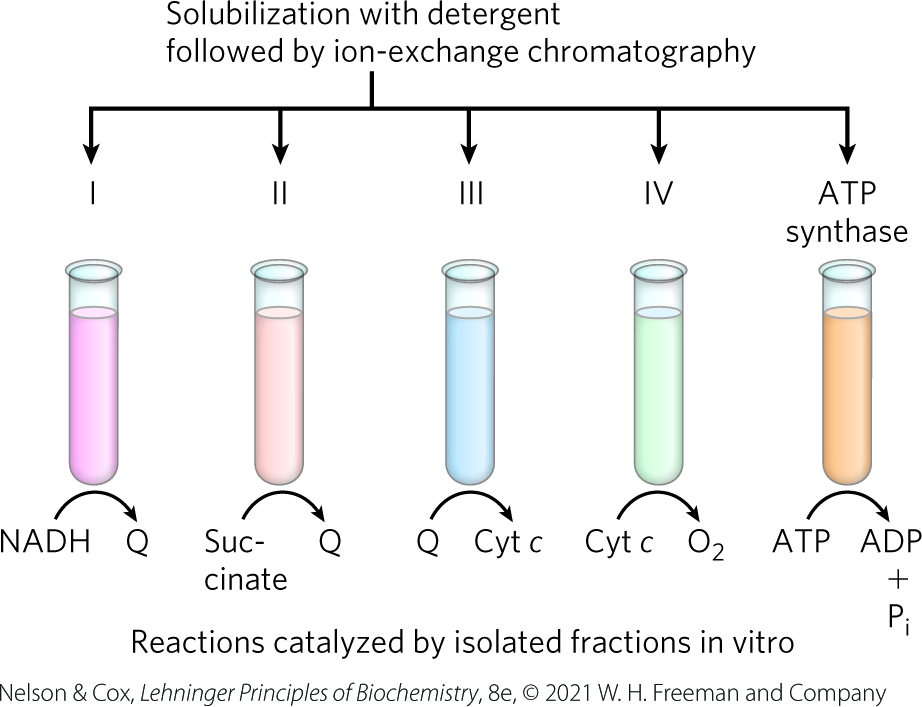 Solubilization with detergent
followed by ion-exchange chromatography
I II III IV ATP
synthase
NADH Q Suc- Q Q Cyt c Cyt c O₂ ATP ADP
cinate +
Pᵢ
Reactions catalyzed by isolated fractions in vitro
Nelson & Cox, Lehninger Principles of Biochemistry, 8e, © 2021 W. H. Freeman and Company